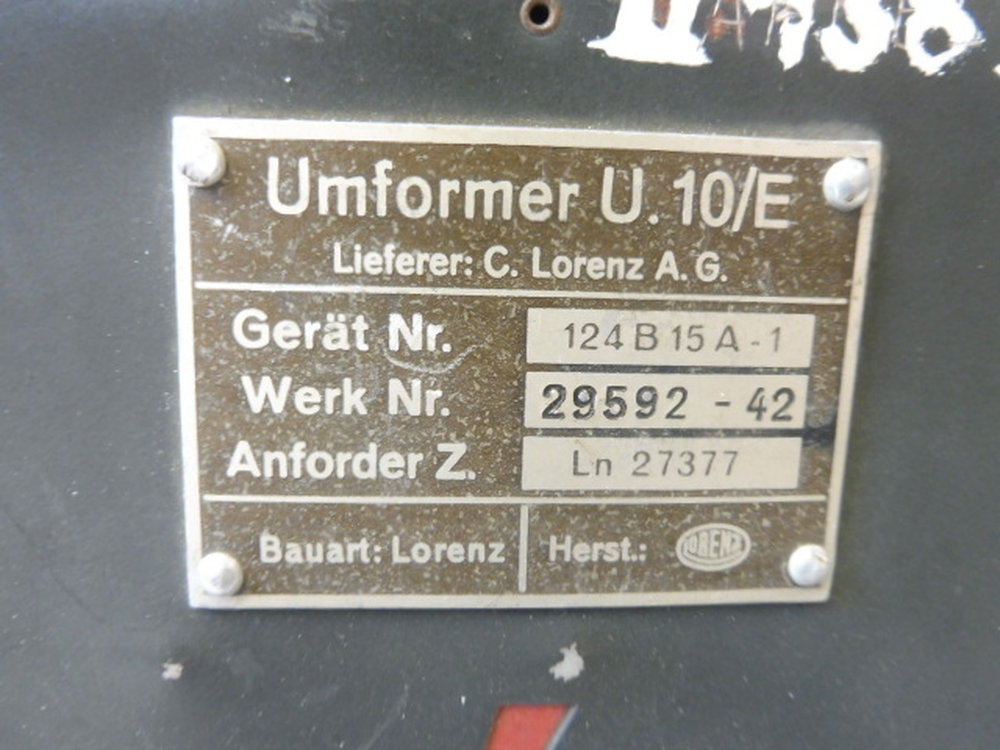 Umformer U. 10/E
Lieferer: C. Lorenz A. G.
Gerät Nr. 124 B 15 A - 1
Werk Nr. 29592 - 42
Anforder Z. Ln 27377
Bauart: Lorenz Herst.: LORENZ